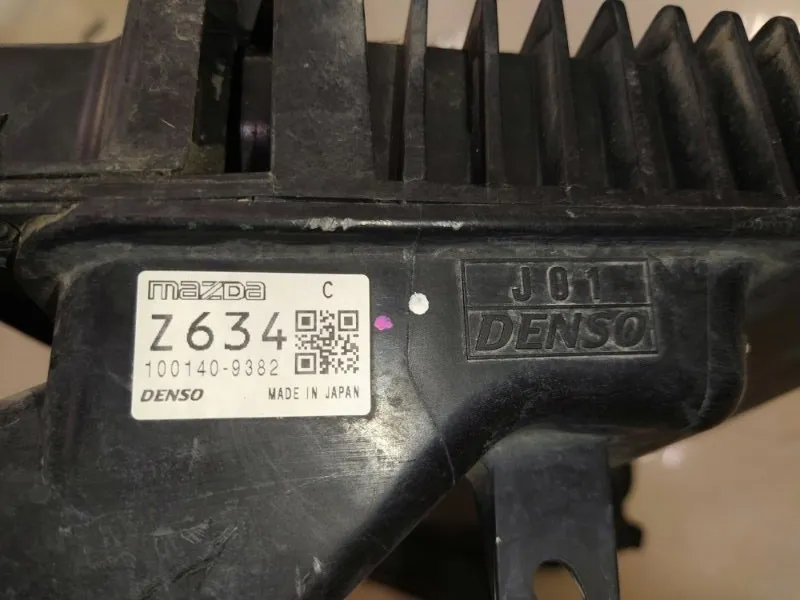 mazda C
Z634
100140-9382
DENSO MADE IN JAPAN
J01
DENSO